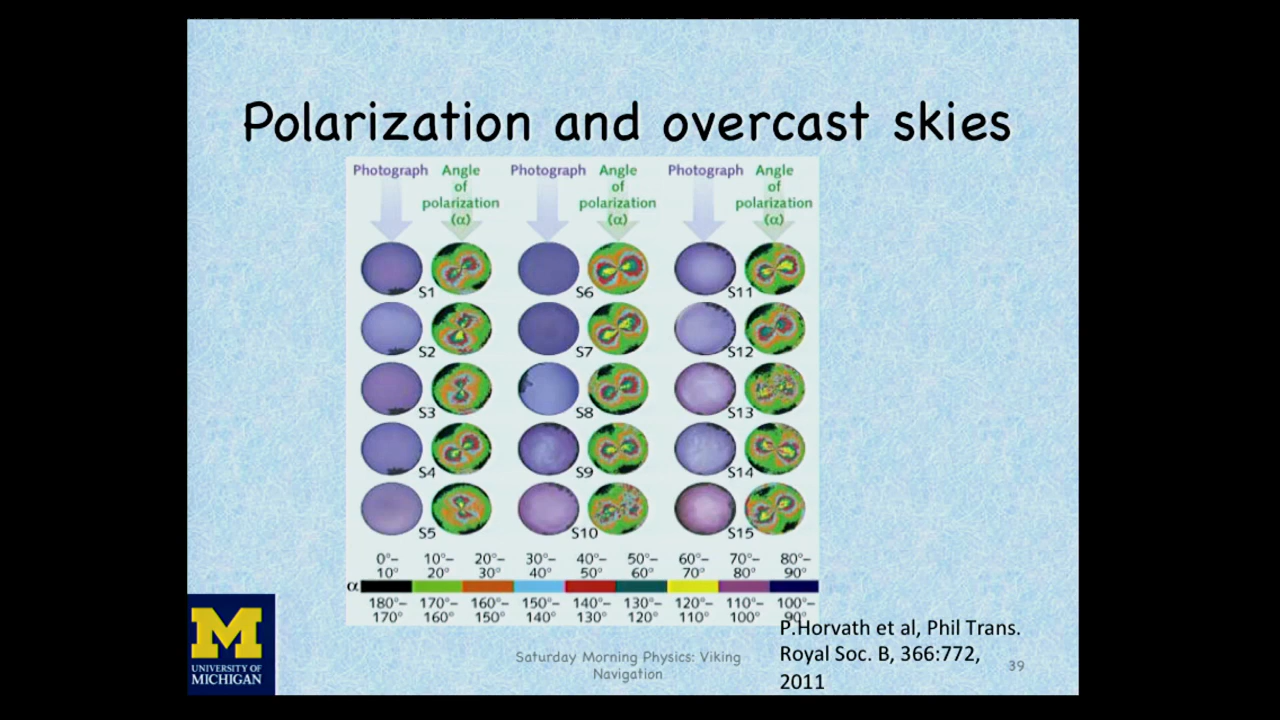 Polarization and overcast skies
Photograph Angle of polarization (α) Photograph Angle of polarization (α) Photograph Angle of polarization (α)
S1 S6 S11
S2 S7 S12
S3 S8 S13
S4 S9 S14
S5 S10 S15
0°– 10° 10°– 20° 20°– 30° 30°– 40° 40°– 50° 50°– 60° 60°– 70° 70°– 80° 80°– 90°
α
180°– 170° 170°– 160° 160°– 150° 150°– 140° 140°– 130° 130°– 120° 120°– 110° 110°– 100° 100°– 90°
P.Horvath et al, Phil Trans.
Royal Soc. B, 366:772,
2011
Saturday Morning Physics: Viking
Navigation
39
M
UNIVERSITY OF
MICHIGAN